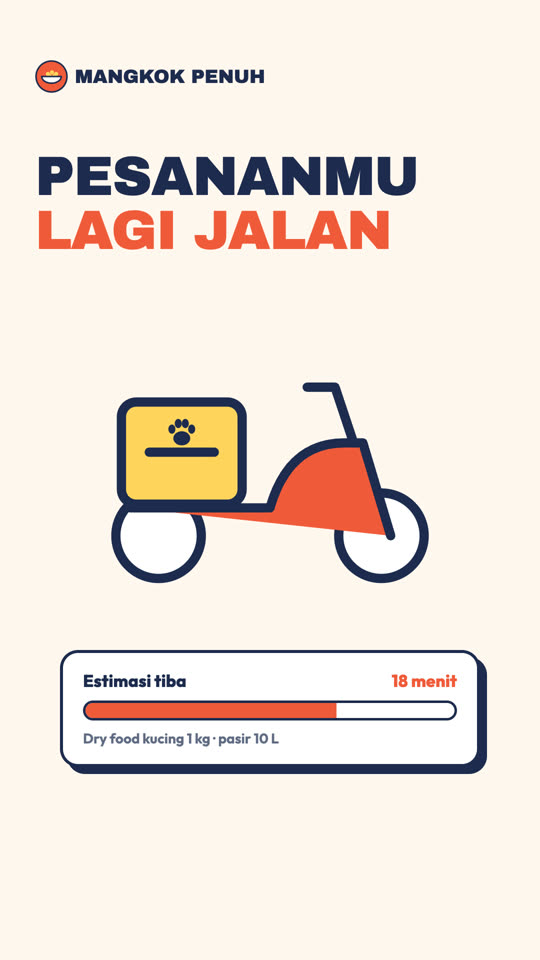 MANGKOK PENUH
PESANANMU
LAGI JALAN
Estimasi tiba 18 menit
Dry food kucing 1 kg · pasir 10 L